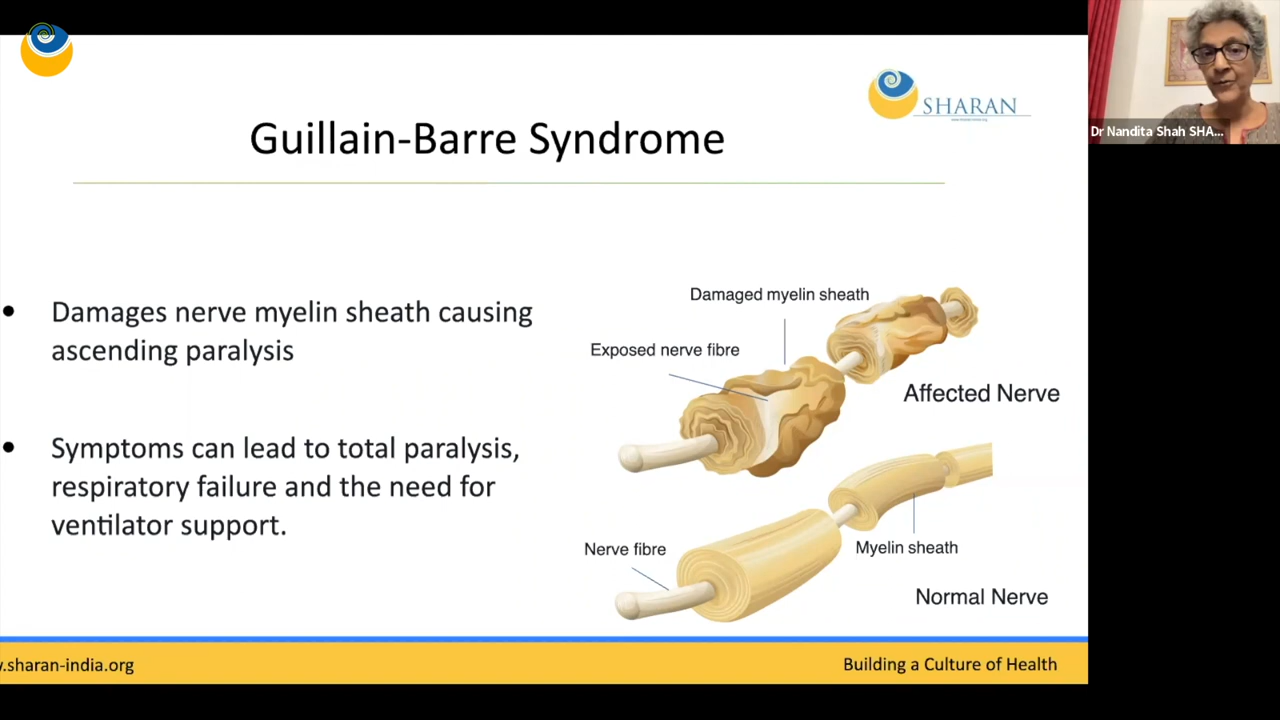 SHARAN
Guillain-Barre Syndrome
Dr Nandita Shah SHA...
• Damages nerve myelin sheath causing
ascending paralysis
• Symptoms can lead to total paralysis,
respiratory failure and the need for
ventilator support.
Damaged myelin sheath
Exposed nerve fibre
Affected Nerve
Nerve fibre
Myelin sheath
Normal Nerve
.sharan-india.org
Building a Culture of Health